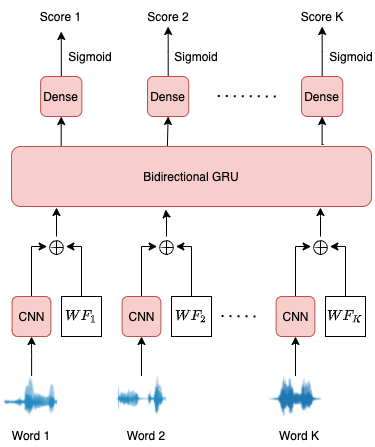 Score 1 Score 2 Score K
Sigmoid Sigmoid Sigmoid
Dense Dense Dense
Bidirectional GRU
CNN WF₁ CNN WF₂ CNN WF_K
Word 1 Word 2 Word K